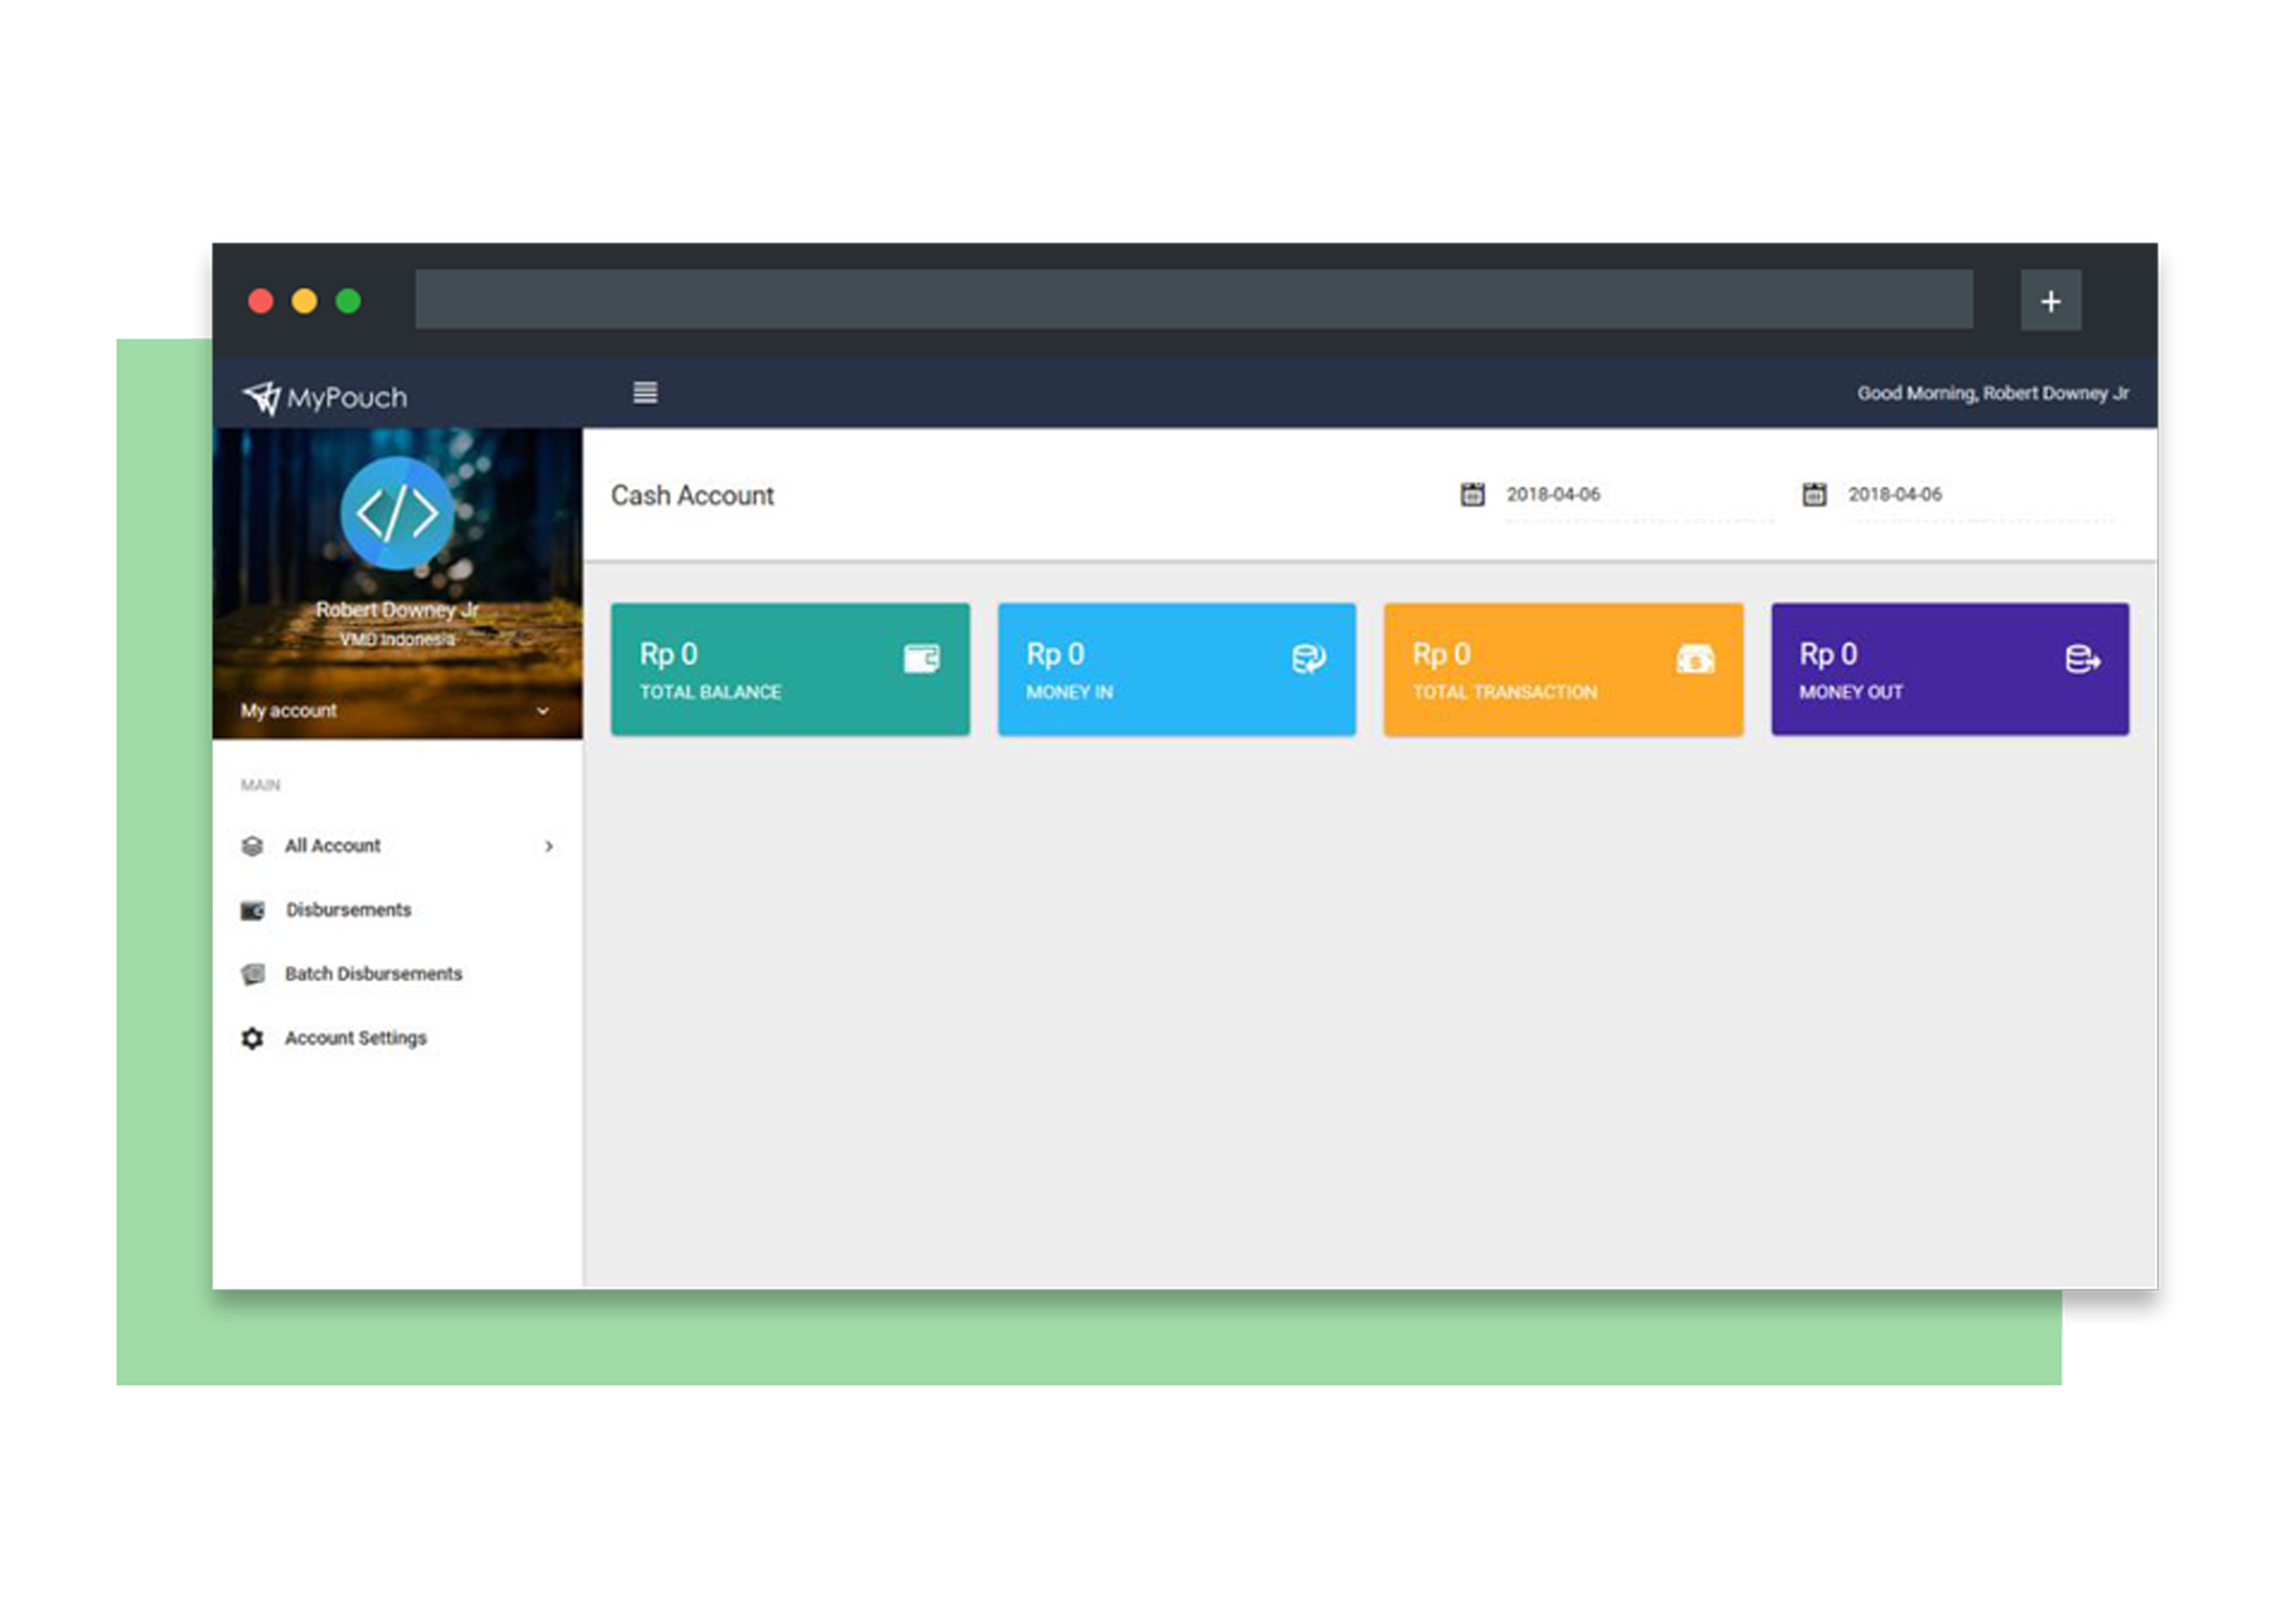 MyPouch
Good Morning, Robert Downey Jr
Robert Downey Jr
VMD Indonesia
My account
MAIN
All Account
Disbursements
Batch Disbursements
Account Settings
Cash Account
2018-04-06
2018-04-06
Rp 0
TOTAL BALANCE
Rp 0
MONEY IN
Rp 0
TOTAL TRANSACTION
Rp 0
MONEY OUT